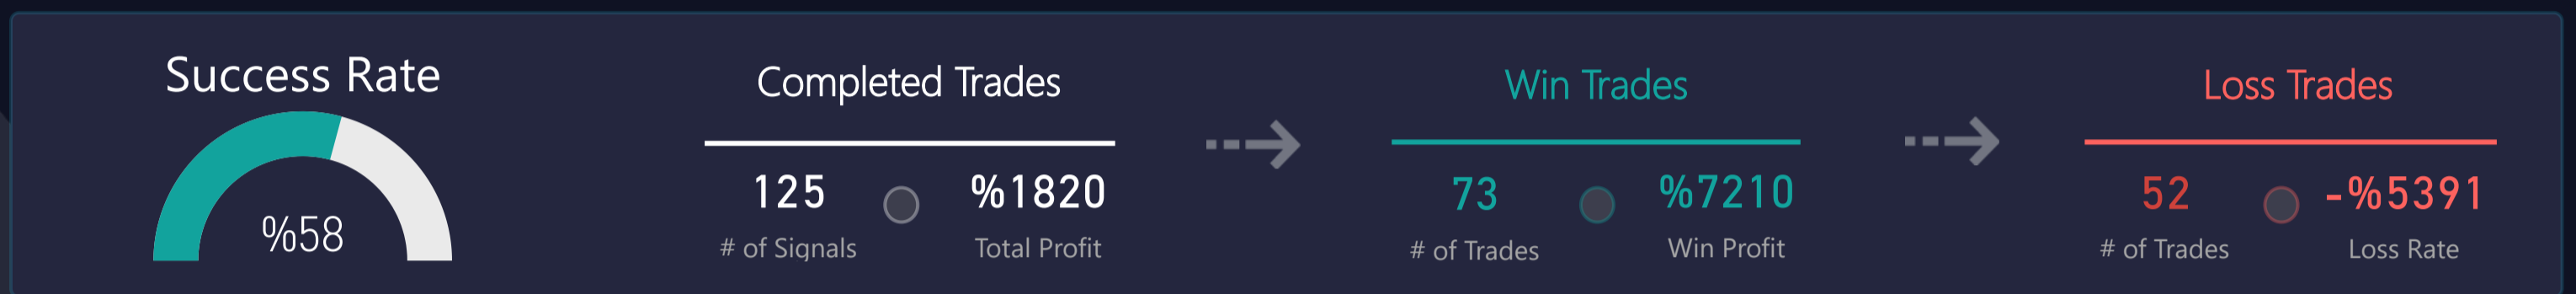 Success Rate
%58
Completed Trades
125 %1820
# of Signals Total Profit
Win Trades
73 %7210
# of Trades Win Profit
Loss Trades
52 -%5391
# of Trades Loss Rate